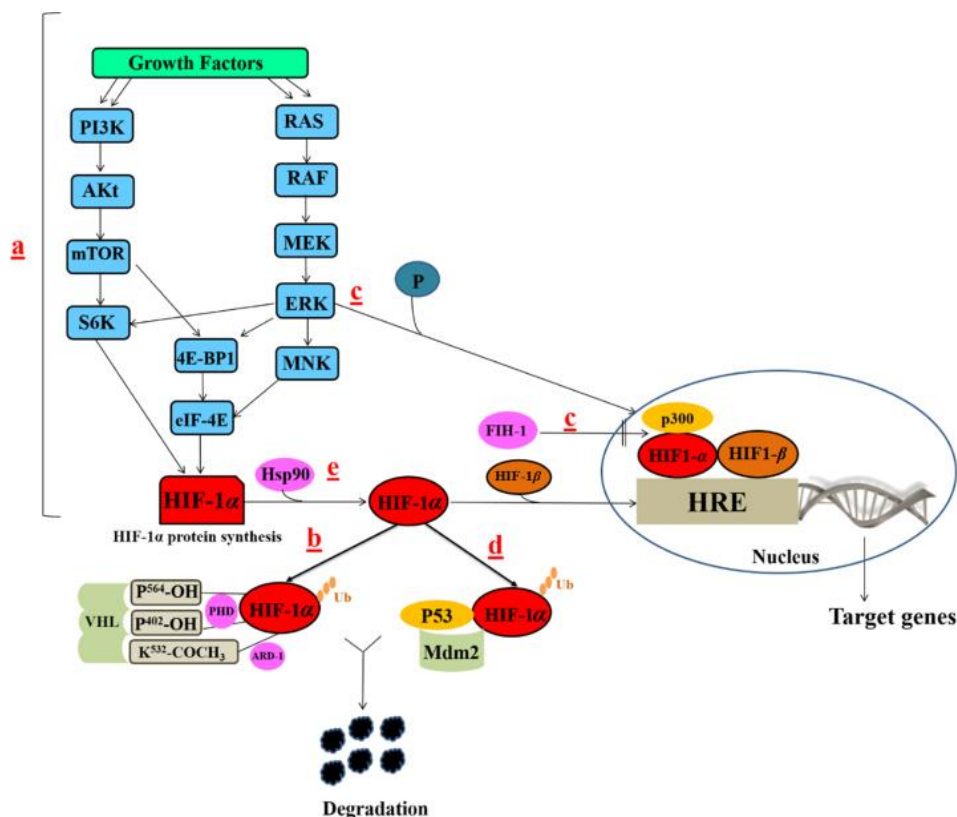 Growth Factors
PI3K
RAS
AKt
RAF
a
mTOR
MEK
P
S6K
ERK
c
4E-BP1
MNK
eIF-4E
FIH-1
c
p300
HIF1-α
HIF1-β
Hsp90
e
HIF-1β
HIF-1α
HIF-1α
HRE
HIF-1α protein synthesis
Nucleus
b
d
Target genes
VHL
P564-OH
P402-OH
K532-COCH3
PHD
ARD-1
HIF-1α
Ub
P53
HIF-1α
Ub
Mdm2
Degradation